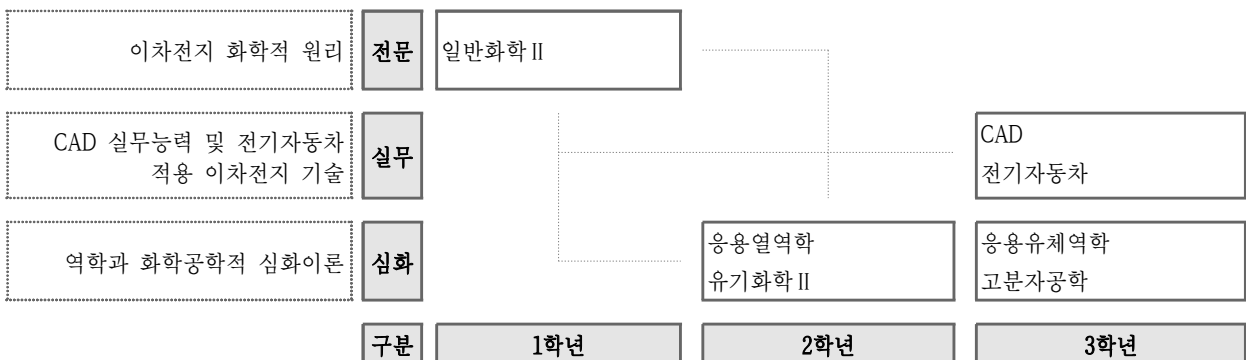 이차전지 화학적 원리
전문
일반화학Ⅱ
CAD 실무능력 및 전기자동차
적용 이차전지 기술
실무
CAD
전기자동차
역학과 화학공학적 심화이론
심화
응용열역학
유기화학Ⅱ
응용유체역학
고분자공학
구분
1학년
2학년
3학년